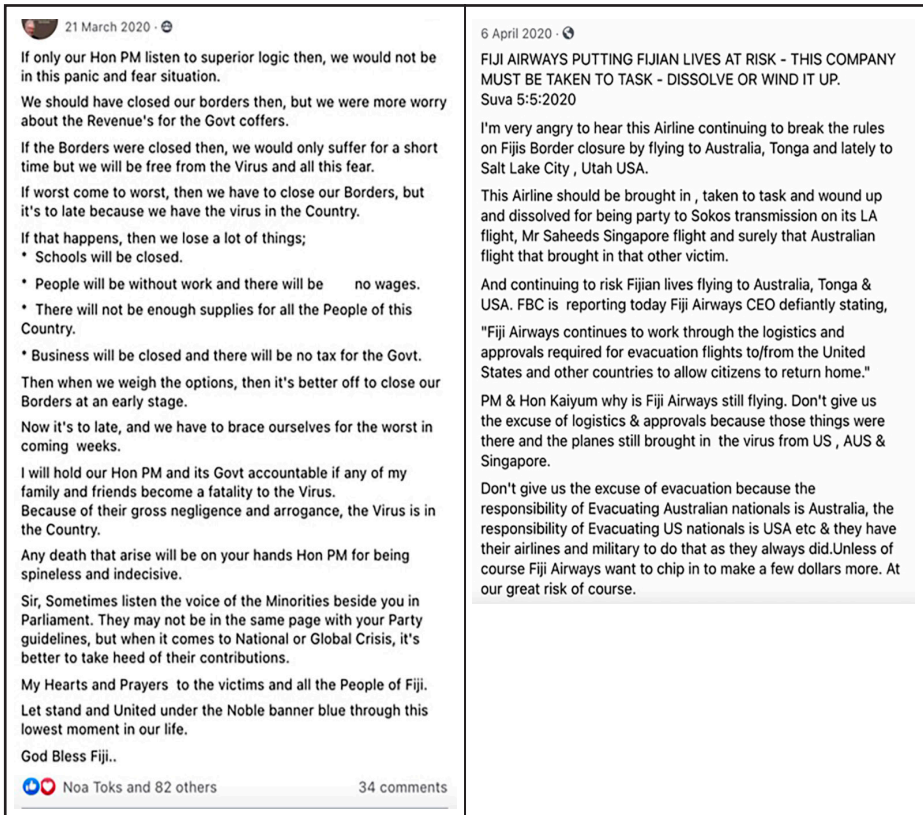 21 March 2020 ·
If only our Hon PM listen to superior logic then, we would not be
in this panic and fear situation.
We should have closed our borders then, but we were more worry
about the Revenue's for the Govt coffers.
If the Borders were closed then, we would only suffer for a short
time but we will be free from the Virus and all this fear.
If worst come to worst, then we have to close our Borders, but
it's to late because we have the virus in the Country.
If that happens, then we lose a lot of things;
* Schools will be closed.
* People will be without work and there will be no wages.
* There will not be enough supplies for all the People of this
Country.
* Business will be closed and there will be no tax for the Govt.
Then when we weigh the options, then it's better off to close our
Borders at an early stage.
Now it's to late, and we have to brace ourselves for the worst in
coming weeks.
I will hold our Hon PM and its Govt accountable if any of my
family and friends become a fatality to the Virus.
Because of their gross negligence and arrogance, the Virus is in
the Country.
Any death that arise will be on your hands Hon PM for being
spineless and indecisive.
Sir, Sometimes listen the voice of the Minorities beside you in
Parliament. They may not be in the same page with your Party
guidelines, but when it comes to National or Global Crisis, it's
better to take heed of their contributions.
My Hearts and Prayers to the victims and all the People of Fiji.
Let stand and United under the Noble banner blue through this
lowest moment in our life.
God Bless Fiji..
Noa Toks and 82 others 34 comments
6 April 2020 ·
FIJI AIRWAYS PUTTING FIJIAN LIVES AT RISK - THIS COMPANY
MUST BE TAKEN TO TASK - DISSOLVE OR WIND IT UP.
Suva 5:5:2020
I'm very angry to hear this Airline continuing to break the rules
on Fijis Border closure by flying to Australia, Tonga and lately to
Salt Lake City , Utah USA.
This Airline should be brought in , taken to task and wound up
and dissolved for being party to Sokos transmission on its LA
flight, Mr Saheeds Singapore flight and surely that Australian
flight that brought in that other victim.
And continuing to risk Fijian lives flying to Australia, Tonga &
USA. FBC is reporting today Fiji Airways CEO defiantly stating,
"Fiji Airways continues to work through the logistics and
approvals required for evacuation flights to/from the United
States and other countries to allow citizens to return home."
PM & Hon Kaiyum why is Fiji Airways still flying. Don't give us
the excuse of logistics & approvals because those things were
there and the planes still brought in the virus from US , AUS &
Singapore.
Don't give us the excuse of evacuation because the
responsibility of Evacuating Australian nationals is Australia, the
responsibility of Evacuating US nationals is USA etc & they have
their airlines and military to do that as they always did.Unless of
course Fiji Airways want to chip in to make a few dollars more. At
our great risk of course.